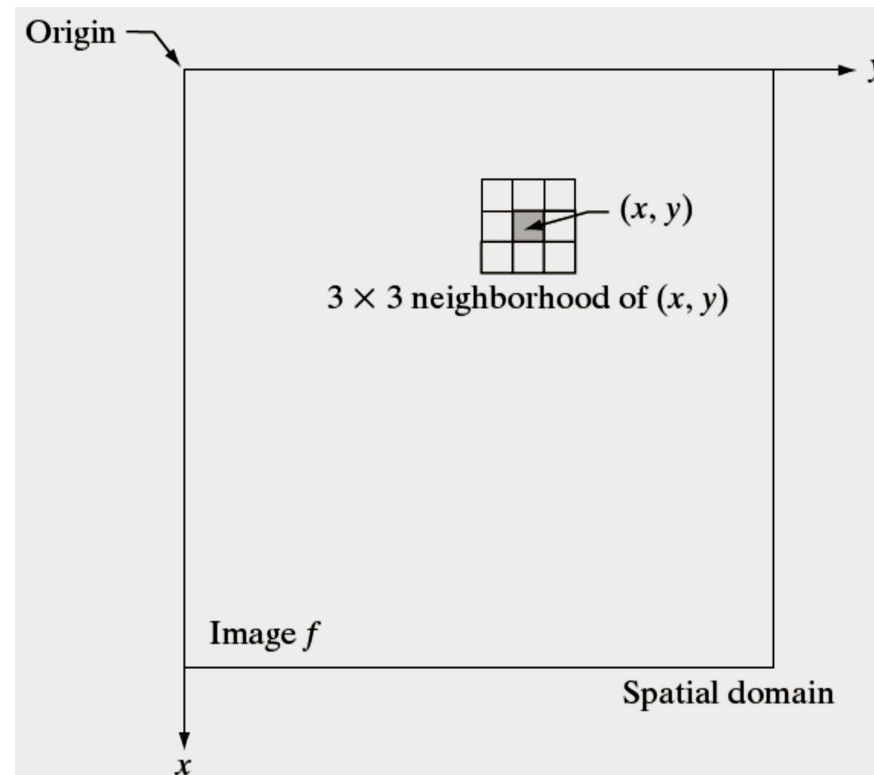 Origin
y
(x, y)
3 × 3 neighborhood of (x, y)
Image f
Spatial domain
x